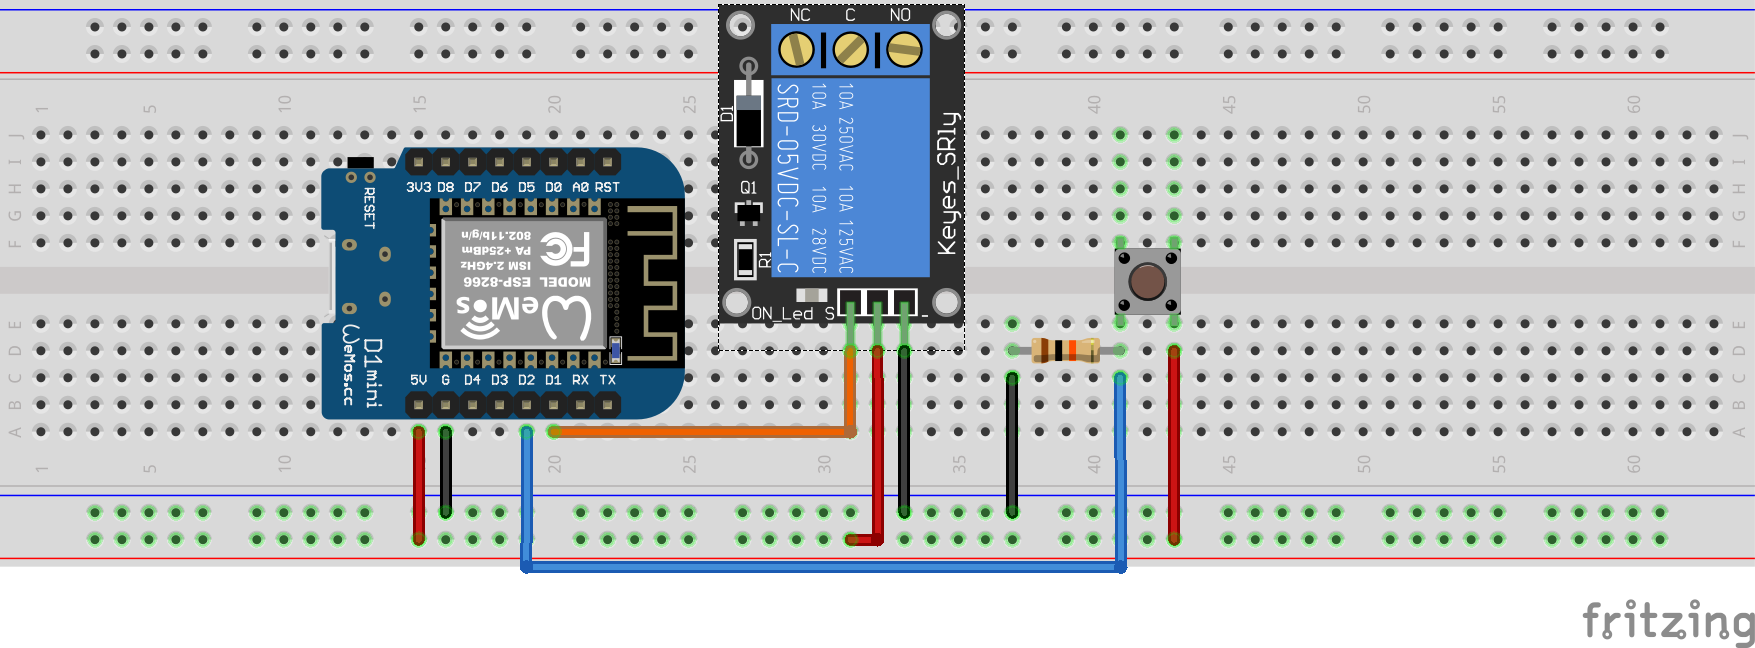 NC C NO
1 5 10 15 20 25 40 45 50 55 60
J J
I I
H H
G G
F F
3V3 D8 D7 D6 D5 D0 A0 RST
RESET
802.11b/g/n
PA +25dBm
ISM 2.4GHz
MODEL ESP-8266
FC
WeMos
D1mini
WeMos.cc
5V G D4 D3 D2 D1 RX TX
D1
Q1
R1
SRD-05VDC-SL-C
10A 30VDC 10A 28VDC
10A 250VAC 10A 125VAC
Keyes_SRly
ON_Led S -
E E
D D
C C
B B
A A
1 5 10 15 20 25 30 35 40 45 50 55 60
fritzing